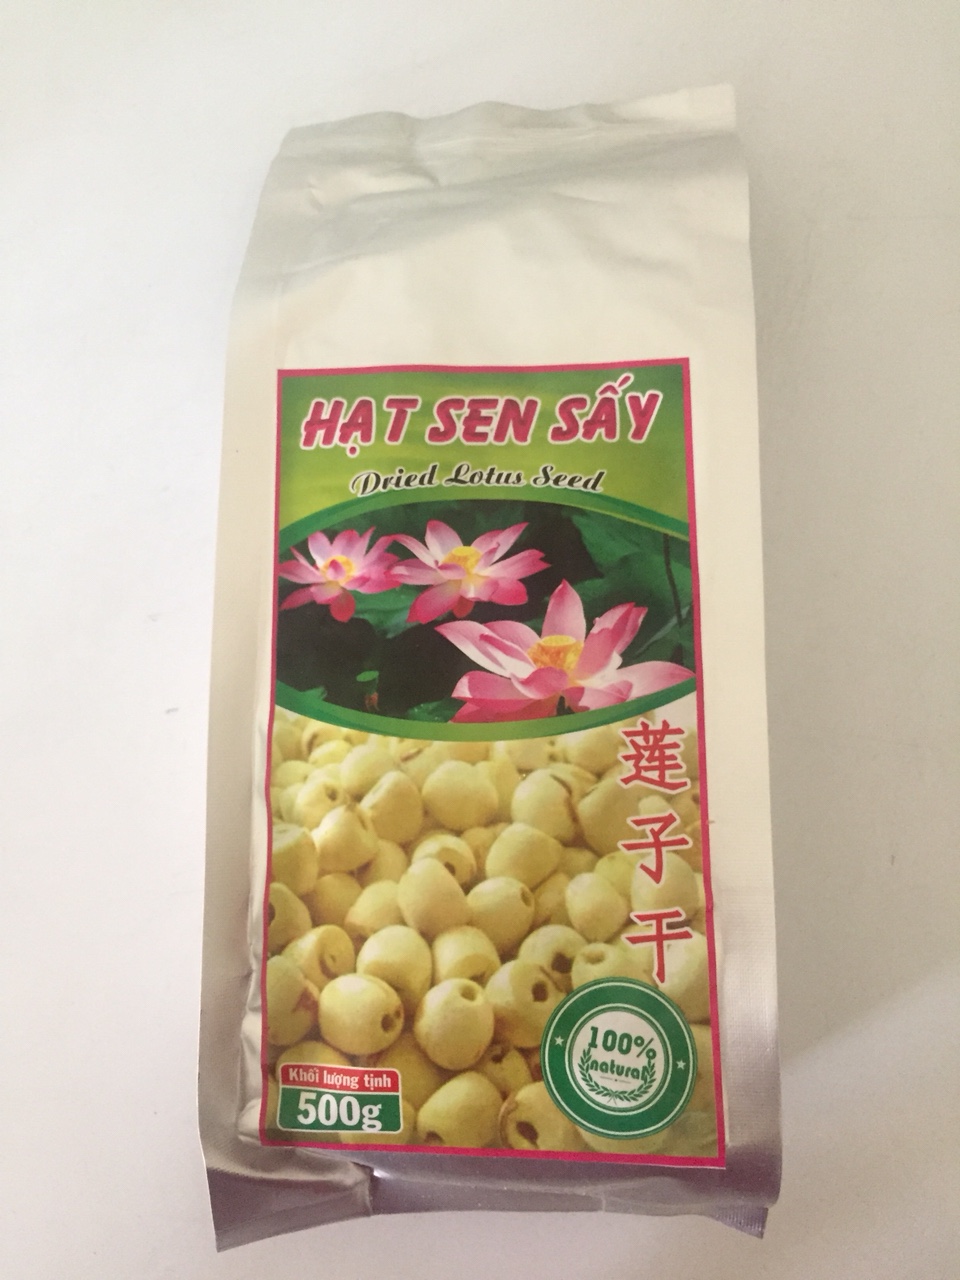 HẠT SEN SẤY
Dried Lotus Seed
莲子干
100%
natural
Khối lượng tịnh
500g